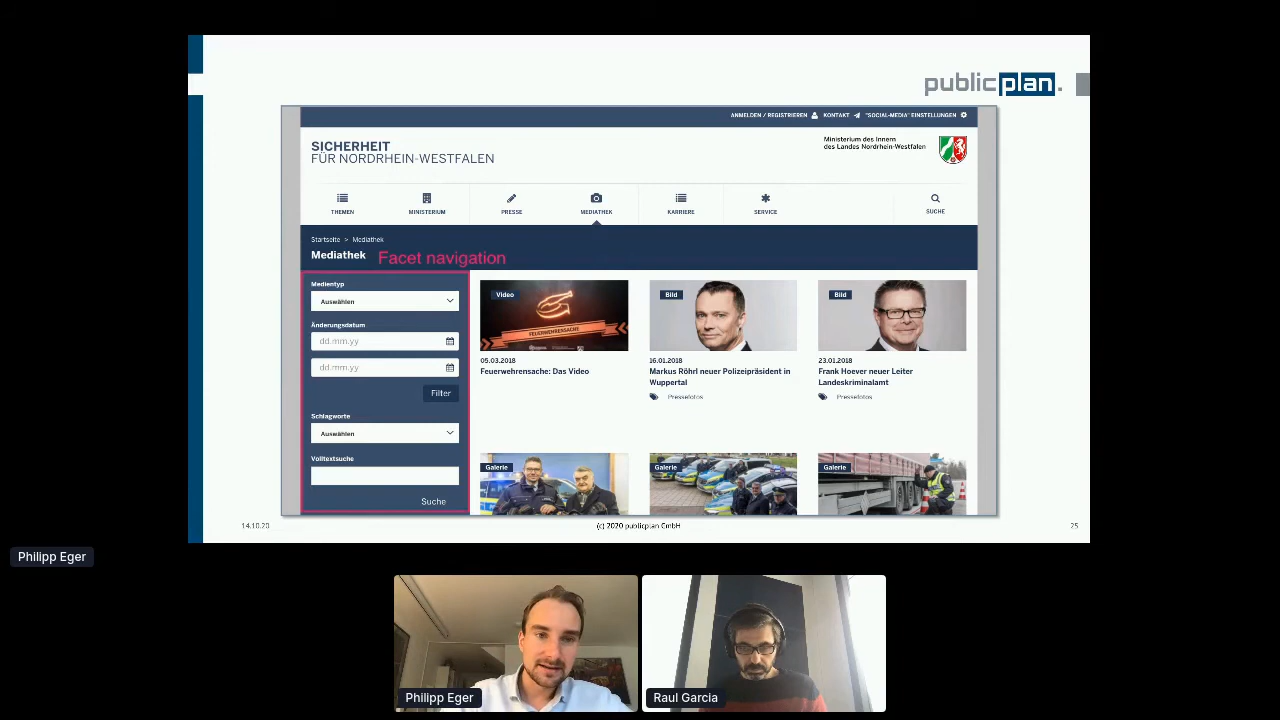 publicplan.
ANMELDEN / REGISTRIEREN KONTAKT "SOCIAL-MEDIA" EINSTELLUNGEN
SICHERHEIT
FÜR NORDRHEIN-WESTFALEN
Ministerium des Innern
des Landes Nordrhein-Westfalen
THEMEN MINISTERIUM PRESSE MEDIATHEK KARRIERE SERVICE SUCHE
Startseite > Mediathek
Mediathek Facet navigation
Medientyp
Auswählen
Änderungsdatum
dd.mm.yy
dd.mm.yy
Filter
Schlagworte
Auswählen
Volltextsuche
Suche
Video
FEUERWEHRSACHE
05.03.2018
Feuerwehrensache: Das Video
Bild
16.01.2018
Markus Röhrl neuer Polizeipräsident in
Wuppertal
Pressefotos
Bild
23.01.2018
Frank Hoever neuer Leiter
Landeskriminalamt
Pressefotos
Galerie
Galerie
Galerie
14.10.20 (c) 2020 publicplan GmbH 25
Philipp Eger
Philipp Eger
Raul Garcia